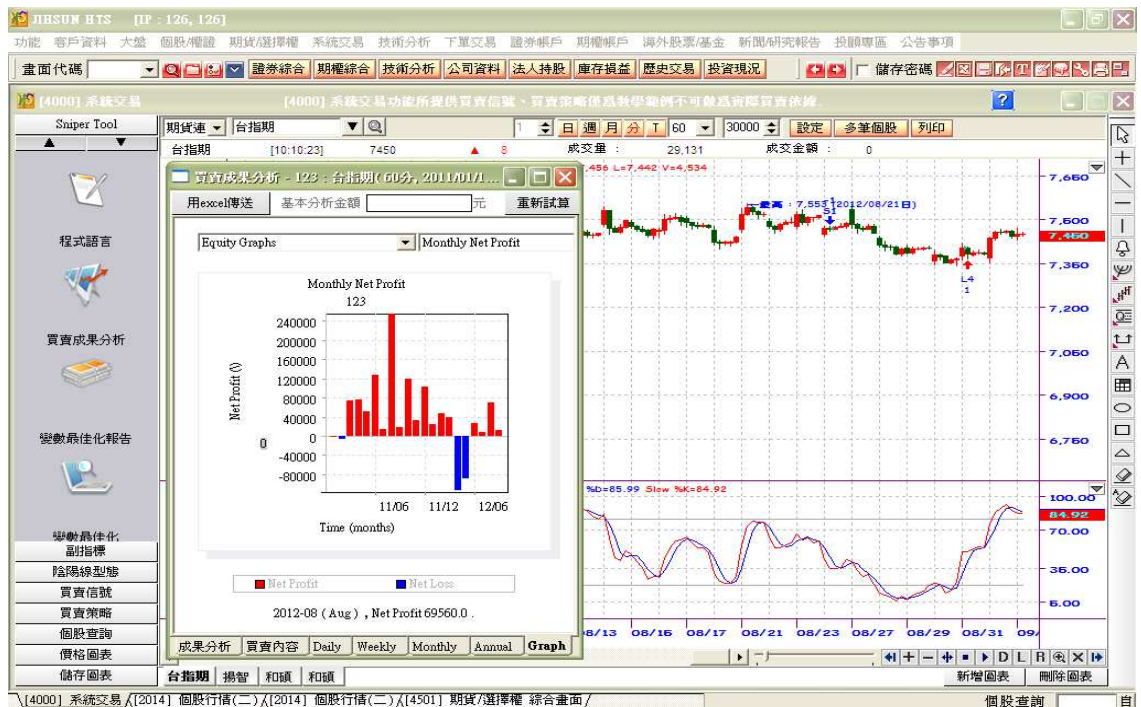 JIHSUN HTS [IP : 126, 126]
功能 客戶資料 大盤 個股/權證 期貨/選擇權 系統交易 技術分析 下單交易 證券帳戶 期權帳戶 海外股票/基金 新聞/研究報告 投顧專區 公告事項
畫面代碼 證券綜合 期權綜合 技術分析 公司資料 法人持股 庫存損益 歷史交易 投資現況 儲存密碼
[4000] 系統交易 [4000] 系統交易功能所提供買賣信號、買賣策略僅為教學範例不可做為實際買賣依據.
Sniper Tool
期貨連 台指期 1 日 週 月 分 T 60 30000 設定 多筆個股 列印
台指期 [10:10:23] 7450 ▲ 8 成交量 : 29,131 成交金額 : 0
買賣成果分析 - 123 : 台指期( 60分, 2011/01/1...
用excel傳送 基本分析金額 元 重新試算
Equity Graphs Monthly Net Profit
Monthly Net Profit
123
Net Profit (\)
240000
200000
160000
120000
80000
40000
0
-40000
-80000
0
11/06 11/12 12/06
Time (months)
Net Profit Net Loss
2012-08 ( Aug ) , Net Profit 69560.0 .
成果分析 買賣內容 Daily Weekly Monthly Annual Graph
程式語言
買賣成果分析
變數最佳化報告
變數最佳化
副指標
陰陽線型態
買賣信號
買賣策略
個股查詢
價格圖表
儲存圖表
,456 L=7,442 V=4,534
最高 : 7,553 (2012/08/21日)
S1
L4
1
7,650
7,500
7,450
7,350
7,200
7,050
6,900
6,750
%D=85.99 Slow %K=84.92
100.00
84.92
70.00
35.00
5.00
8/13 08/15 08/17 08/21 08/23 08/27 08/29 08/31 09/
D L R
台指期 揚智 和碩 和碩 新增圖表 刪除圖表
[4000] 系統交易 [2014] 個股行情(二) [2014] 個股行情(二) [4501] 期貨/選擇權 綜合畫面 個股查詢 自